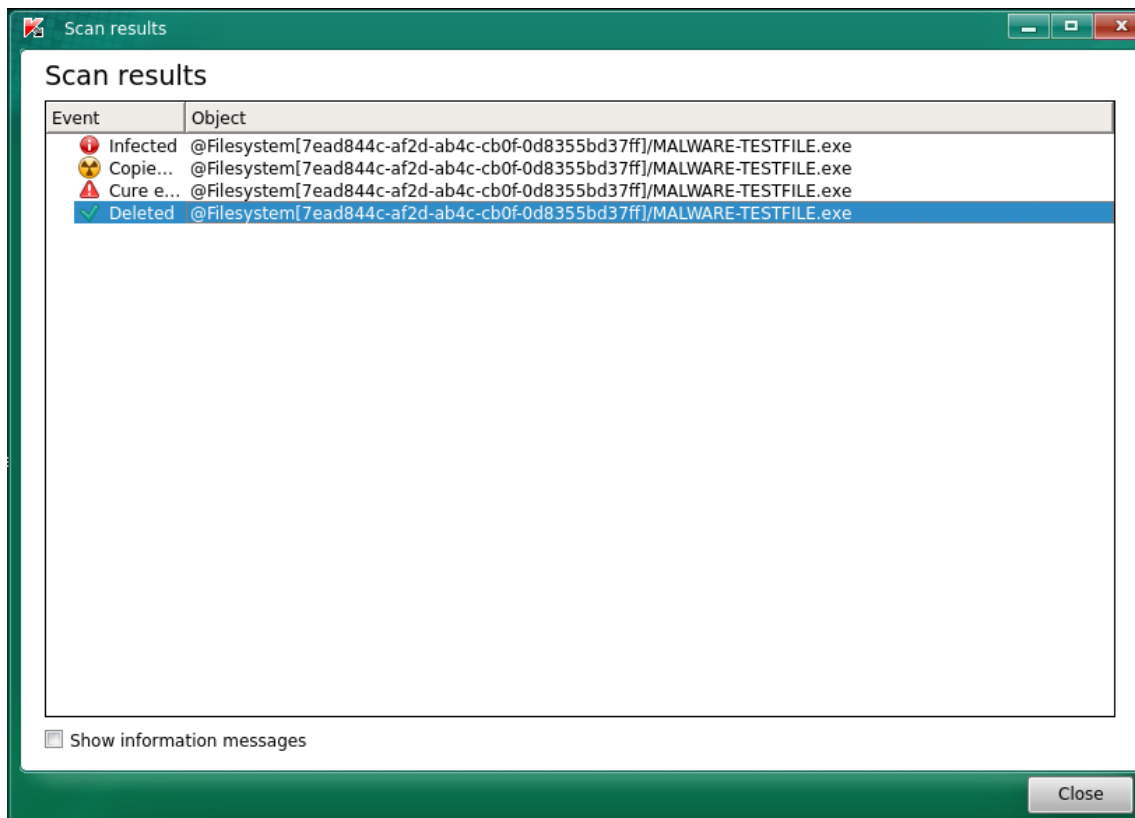 Scan results
Scan results
Event Object
Infected @Filesystem[7ead844c-af2d-ab4c-cb0f-0d8355bd37ff]/MALWARE-TESTFILE.exe
Copie... @Filesystem[7ead844c-af2d-ab4c-cb0f-0d8355bd37ff]/MALWARE-TESTFILE.exe
Cure e... @Filesystem[7ead844c-af2d-ab4c-cb0f-0d8355bd37ff]/MALWARE-TESTFILE.exe
Deleted @Filesystem[7ead844c-af2d-ab4c-cb0f-0d8355bd37ff]/MALWARE-TESTFILE.exe
Show information messages
Close